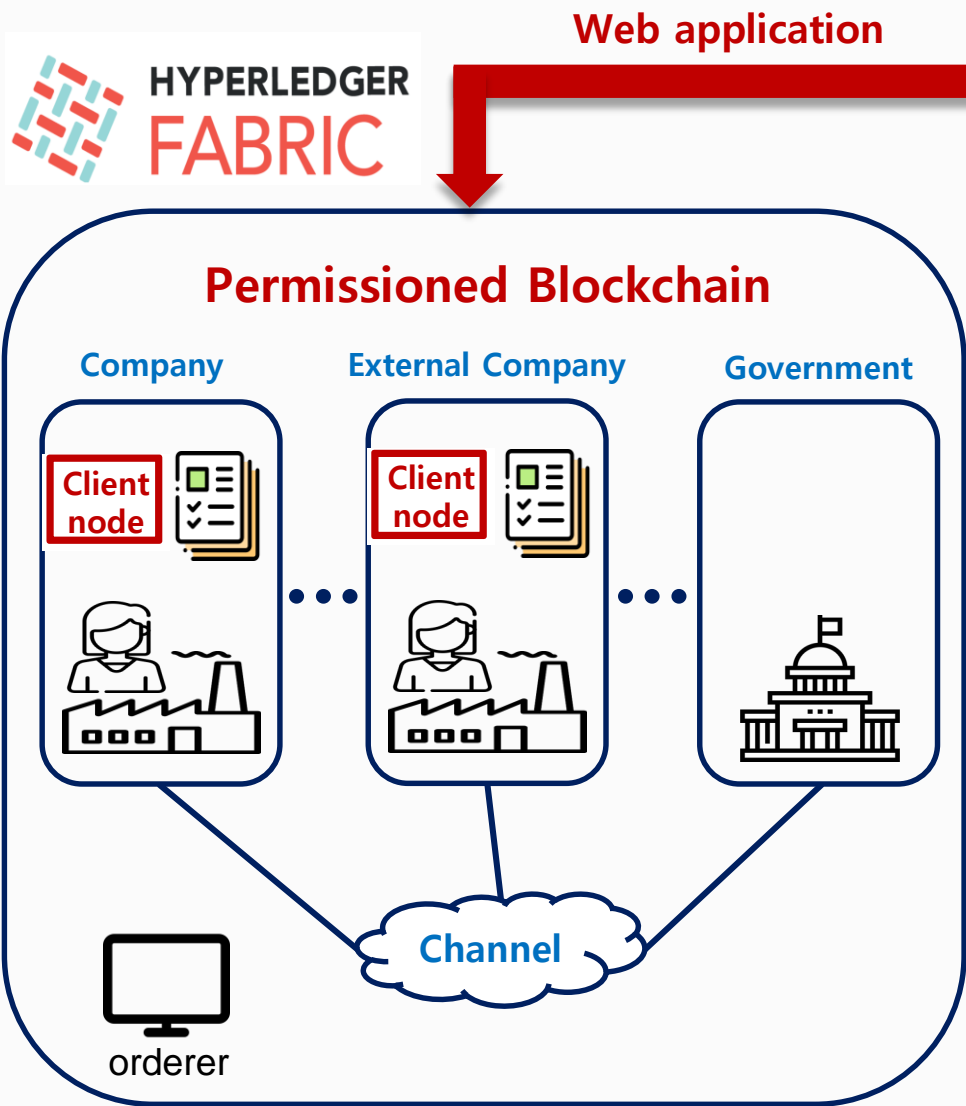 Web application
HYPERLEDGER
FABRIC
Permissioned Blockchain
Company
External Company
Government
Client
node
Client
node
Channel
orderer